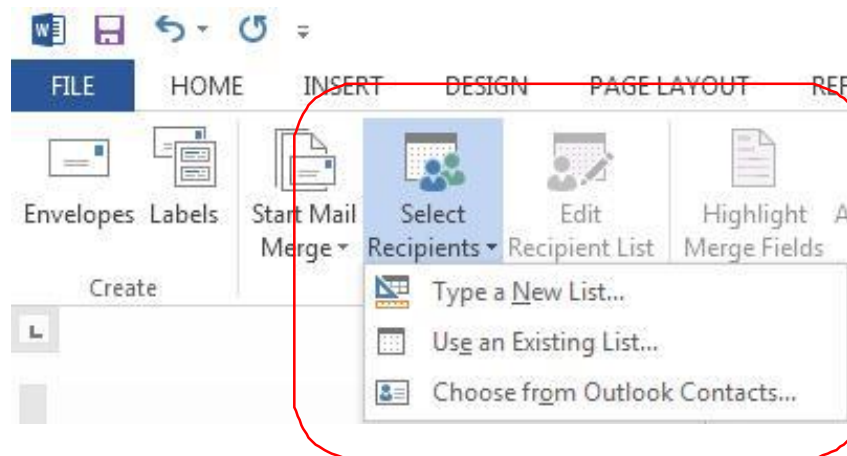 FILE HOME INSERT DESIGN PAGE LAYOUT REF
Envelopes Labels Start Mail Select Edit Highlight A
Merge Recipients Recipient List Merge Fields
Create
Type a New List...
Use an Existing List...
Choose from Outlook Contacts...